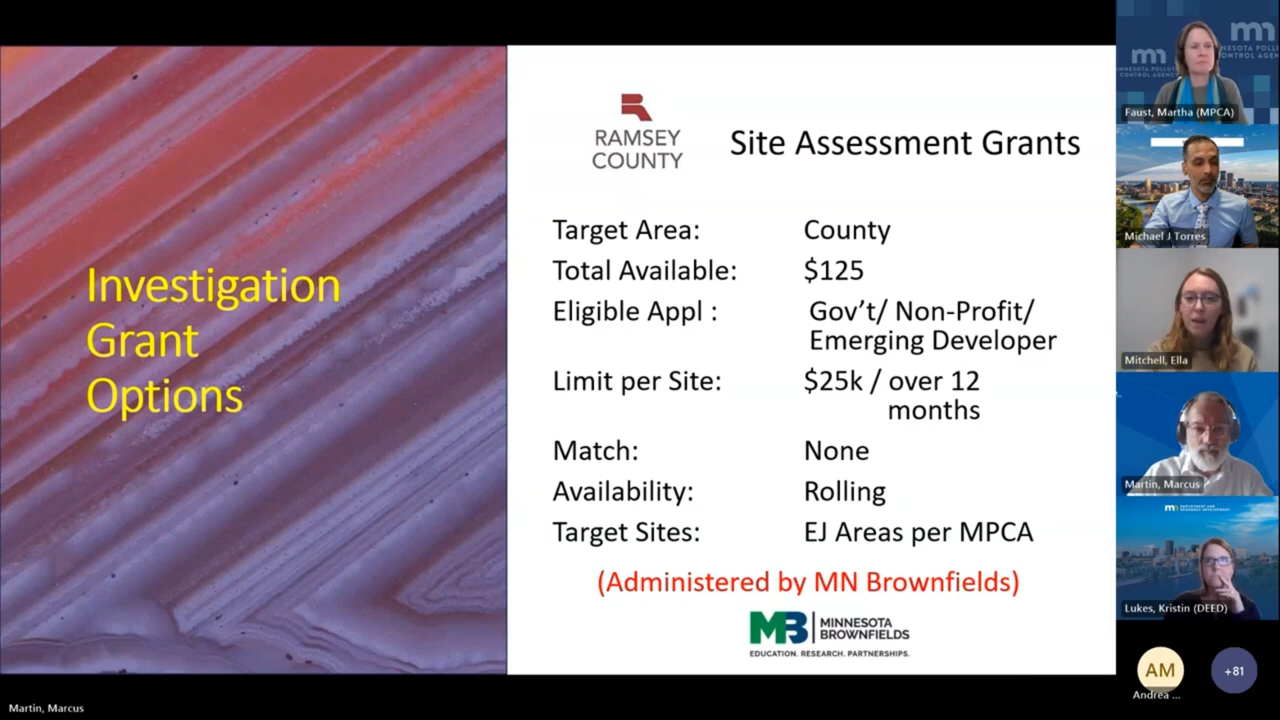 Investigation
Grant
Options
RAMSEY
COUNTY
Site Assessment Grants
Target Area: County
Total Available: $125
Eligible Appl : Gov't/ Non-Profit/
Emerging Developer
Limit per Site: $25k / over 12
months
Match: None
Availability: Rolling
Target Sites: EJ Areas per MPCA
(Administered by MN Brownfields)
MB MINNESOTA
BROWNFIELDS
EDUCATION. RESEARCH. PARTNERSHIPS.
Faust, Martha (MPCA)
Michael J Torres
Mitchell, Ella
Martin, Marcus
Lukes, Kristin (DEED)
AM
Andrea ...
+81
Martin, Marcus